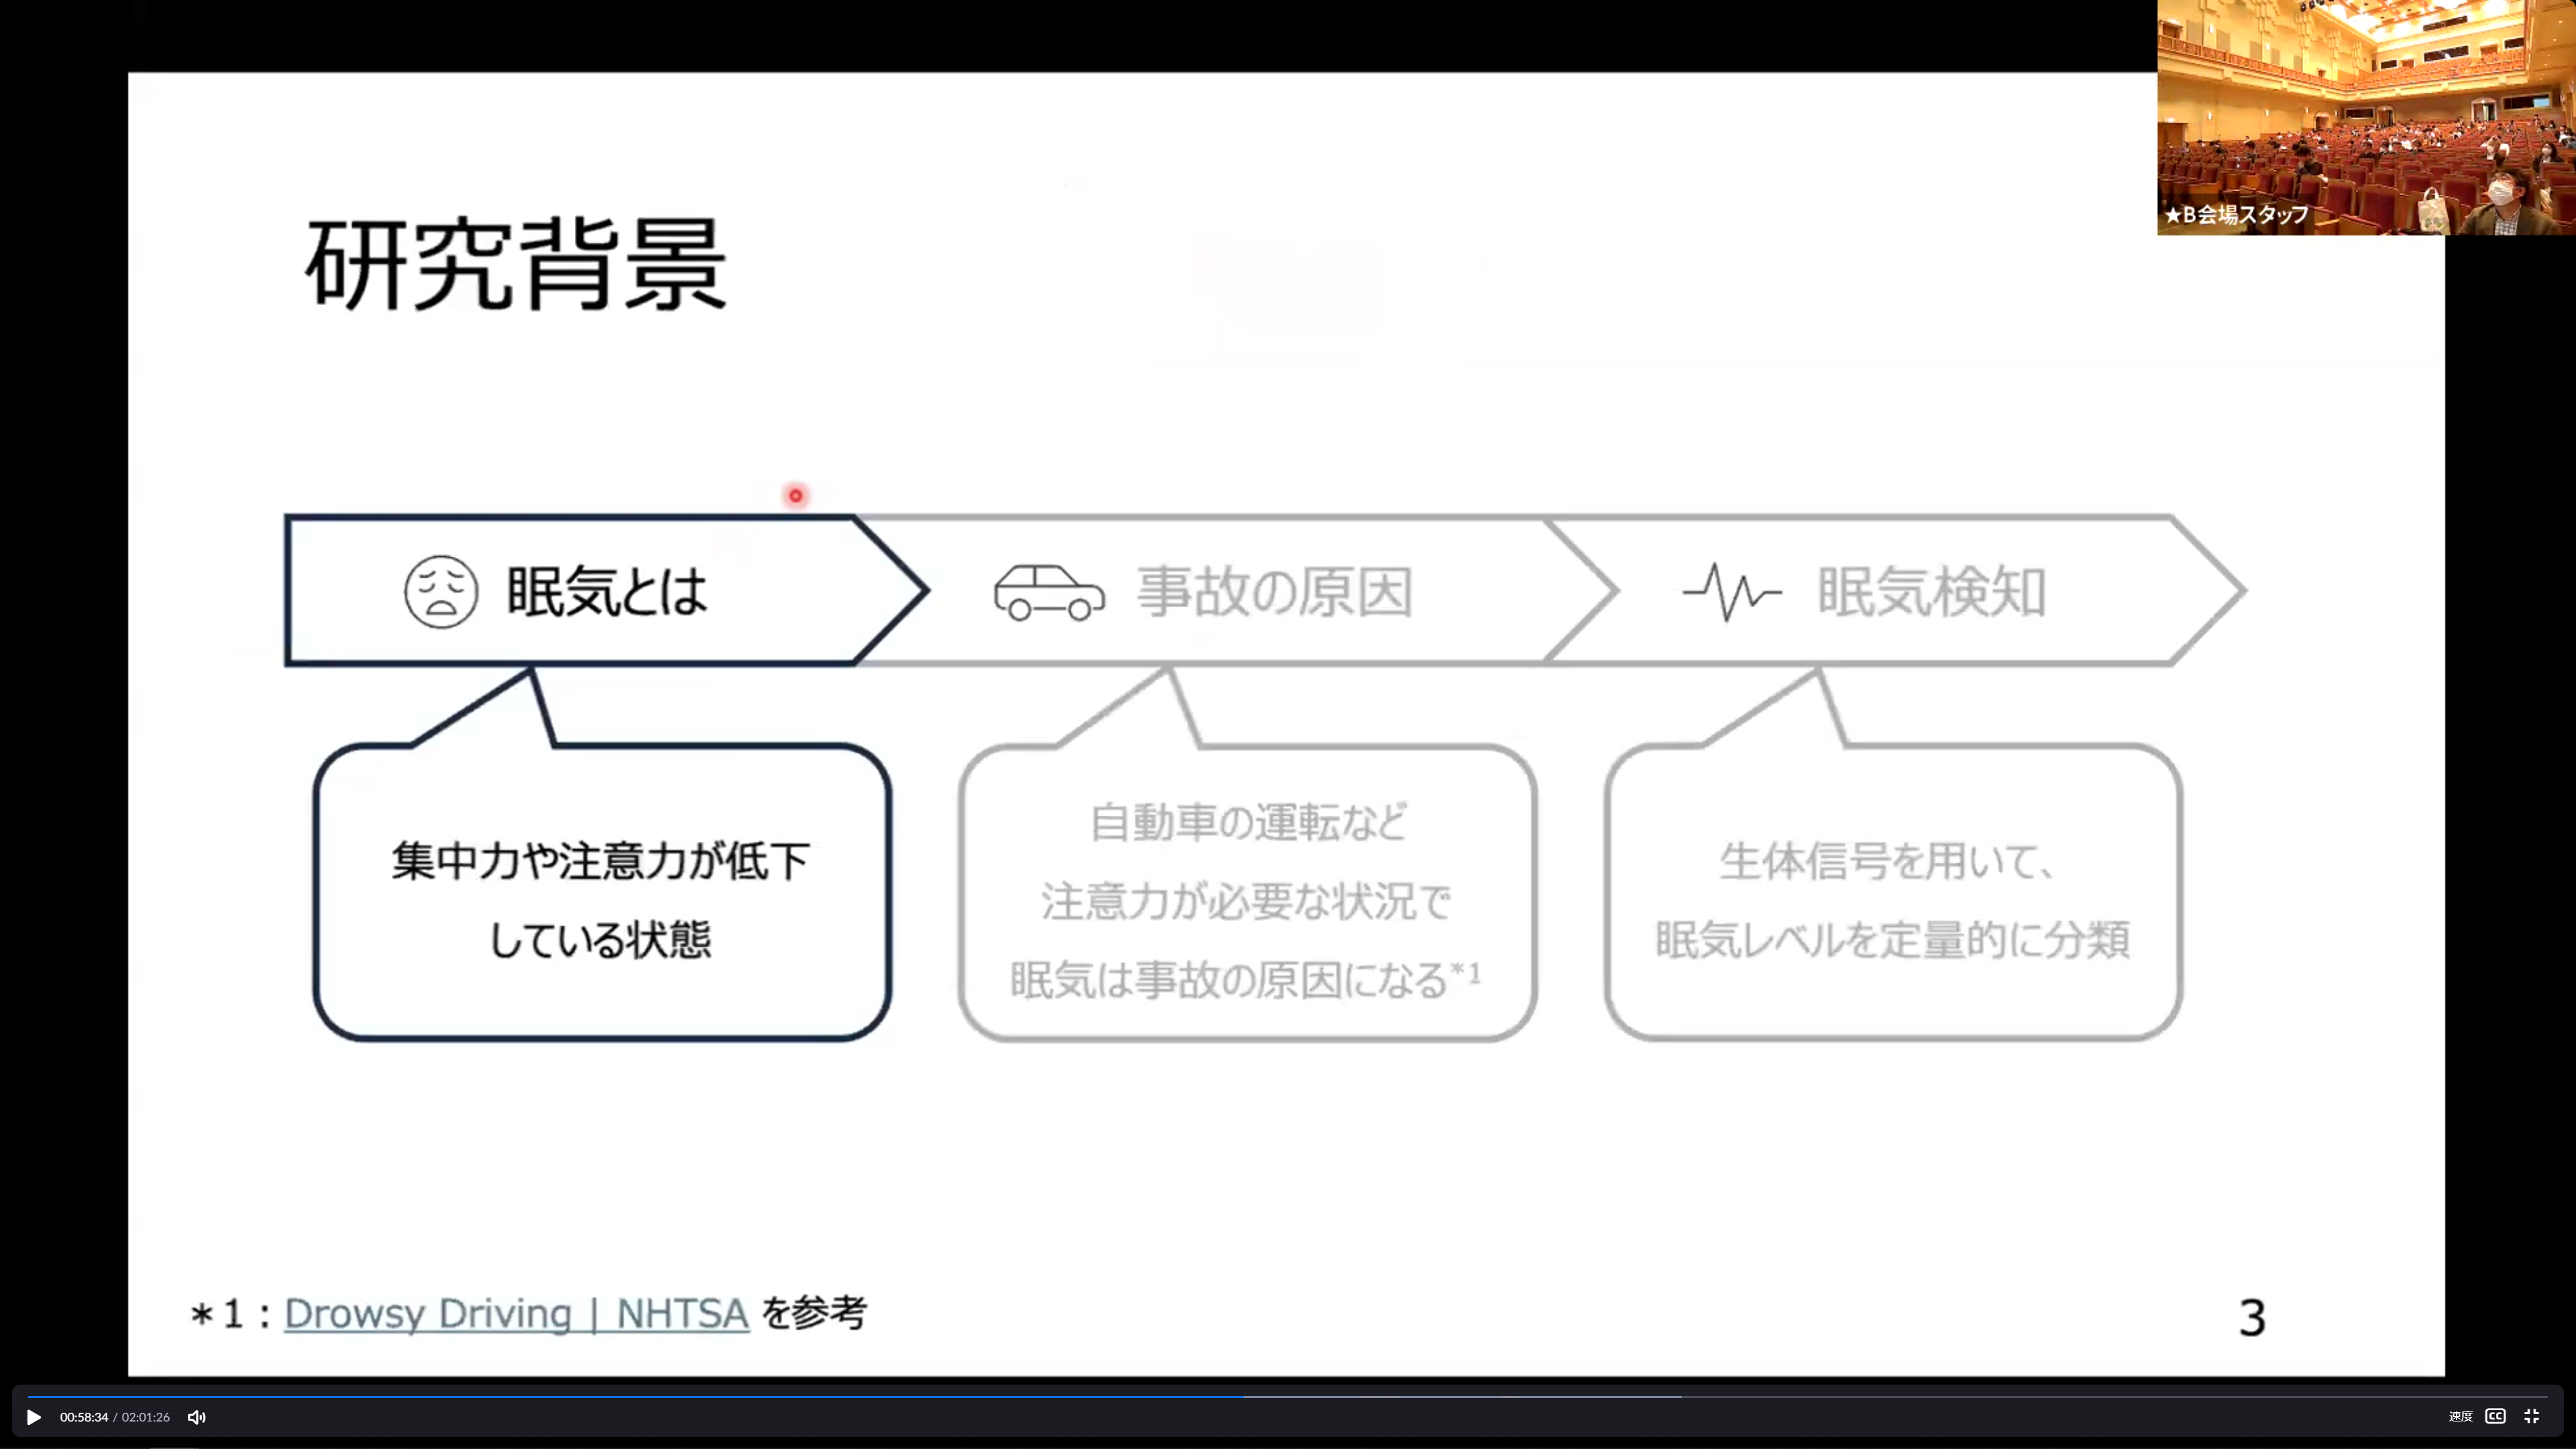 ★B会場スタッフ
研究背景
眠気とは
事故の原因
眠気検知
集中力や注意力が低下
している状態
自動車の運転など
注意力が必要な状況で
眠気は事故の原因になる*1
生体信号を用いて、
眠気レベルを定量的に分類
＊1：Drowsy Driving | NHTSA を参考
3
00:58:34 / 02:01:26
速度
CC